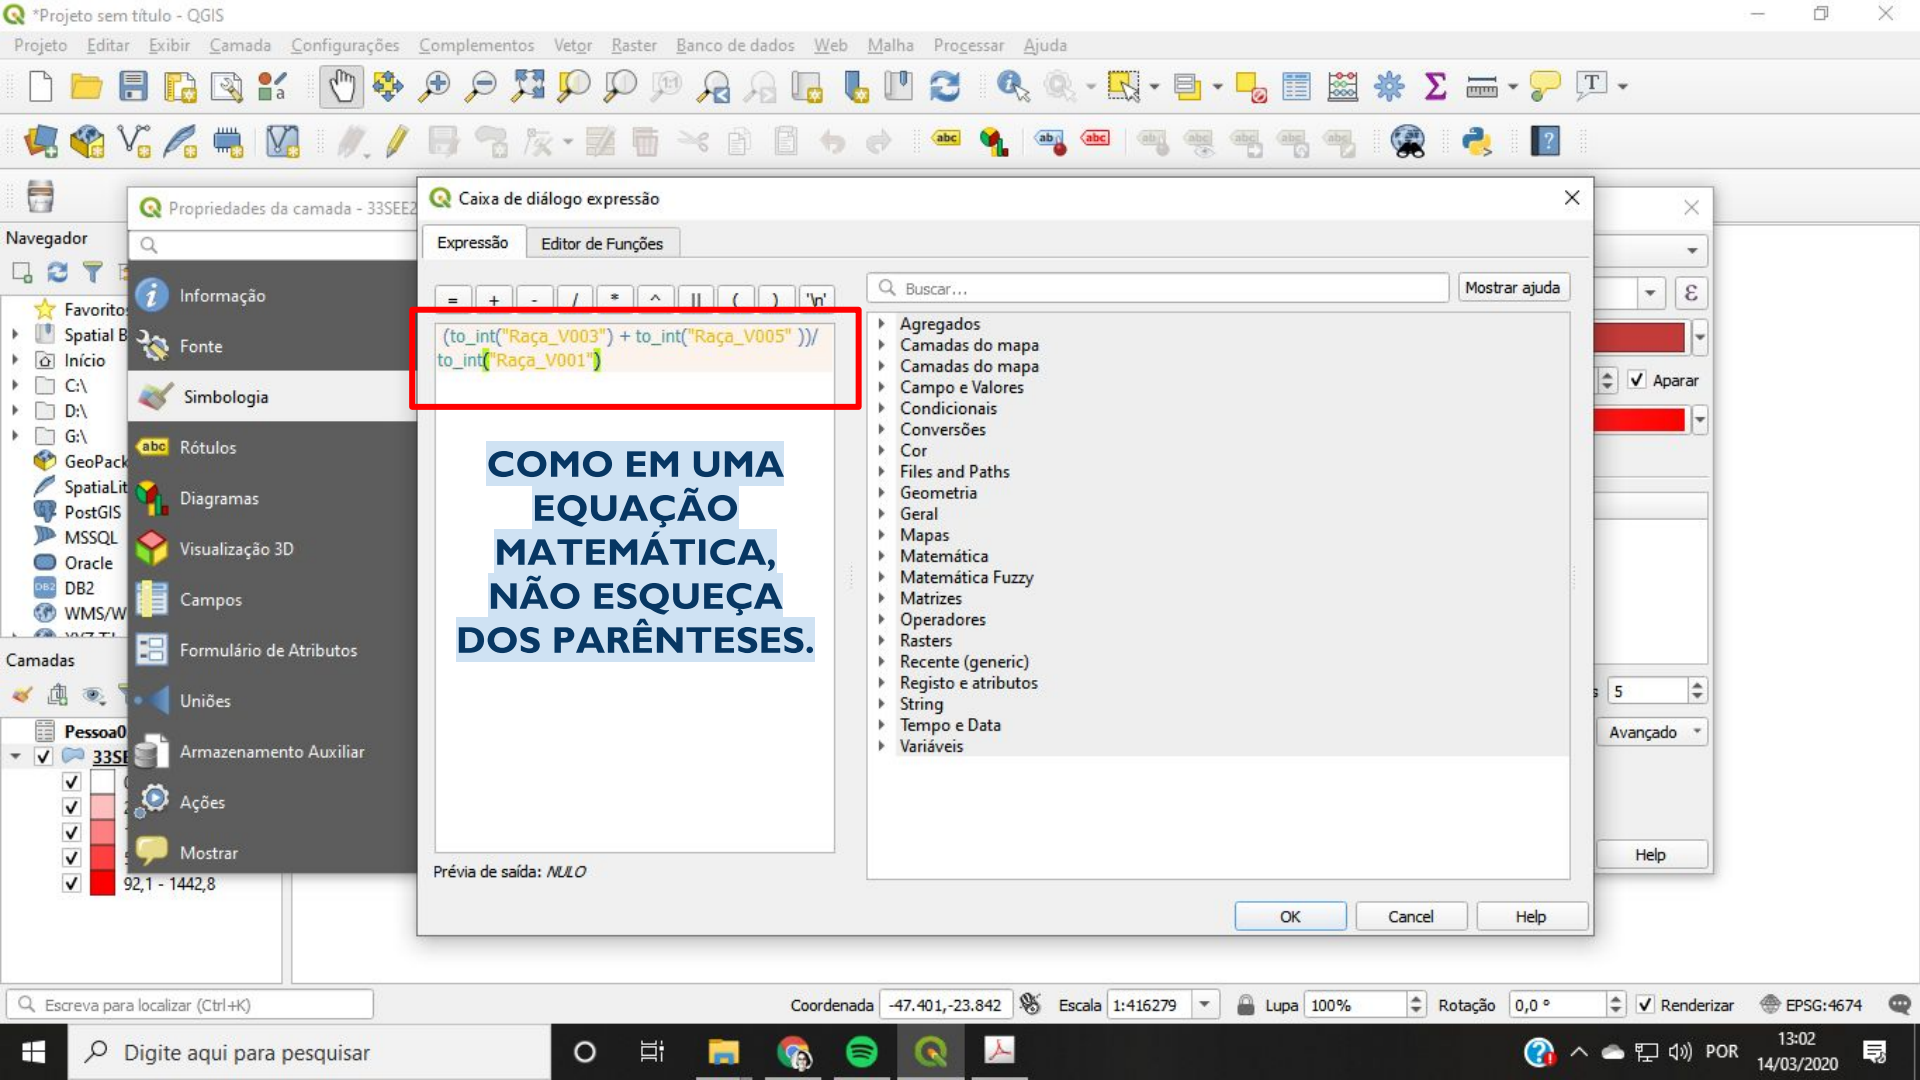 *Projeto sem título - QGIS
Projeto Editar Exibir Camada Configurações Complementos Vetor Raster Banco de dados Web Malha Processar Ajuda
Propriedades da camada - 33SEE2
Caixa de diálogo expressão
Navegador
Favoritos
Spatial B
Início
C:\
D:\
G:\
GeoPack
SpatiaLit
PostGIS
MSSQL
Oracle
DB2
WMS/W
Camadas
Pessoa0
33SE
92,1 - 1442,8
Informação
Fonte
Simbologia
Rótulos
Diagramas
Visualização 3D
Campos
Formulário de Atributos
Uniões
Armazenamento Auxiliar
Ações
Mostrar
Expressão Editor de Funções
= + - / * ^ || ( ) '\n'
(to_int("Raça_V003") + to_int("Raça_V005" ))/
to_int("Raça_V001")
COMO EM UMA
EQUAÇÃO
MATEMÁTICA,
NÃO ESQUEÇA
DOS PARÊNTESES.
Prévia de saída: NULO
Buscar... Mostrar ajuda
Agregados
Camadas do mapa
Camadas do mapa
Campo e Valores
Condicionais
Conversões
Cor
Files and Paths
Geometria
Geral
Mapas
Matemática
Matemática Fuzzy
Matrizes
Operadores
Rasters
Recente (generic)
Registo e atributos
String
Tempo e Data
Variáveis
OK Cancel Help
ε
Aparar
5
Avançado
Help
Escreva para localizar (Ctrl+K) Coordenada -47.401,-23.842 Escala 1:416279 Lupa 100% Rotação 0,0 ° Renderizar EPSG:4674
Digite aqui para pesquisar POR 13:02
14/03/2020